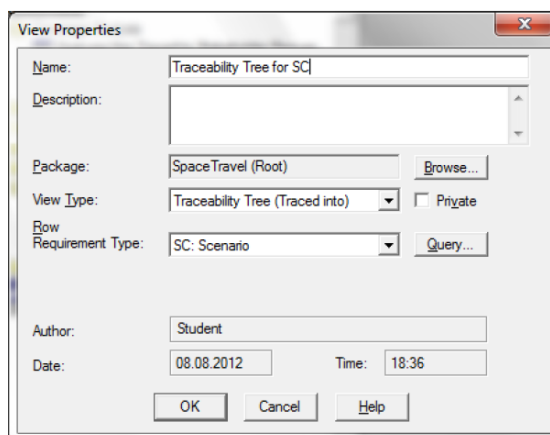 View Properties
Name: Traceability Tree for SC
Description:
Package: SpaceTravel (Root) Browse...
View Type: Traceability Tree (Traced into) Private
Row
Requirement Type: SC: Scenario Query...
Author: Student
Date: 08.08.2012 Time: 18:36
OK Cancel Help